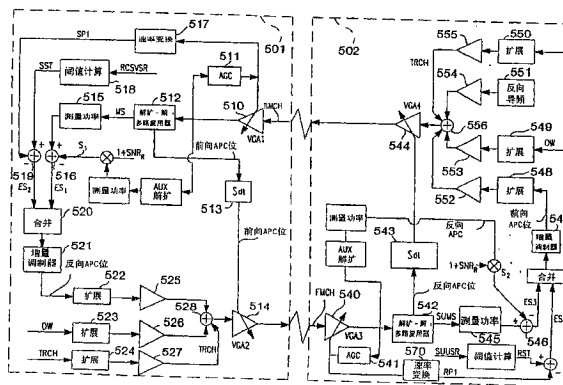 SP1
速率变换
517
501
502
555
扩展
550
SST
阈值计算
RCSVSR
518
511
AGC
TRCH
554
551
反向
导频
515
测量功率
MS
512
解扩-解
多路复用器
510
VGA1
RMCH
VGA4
544
556
549
扩展
OW
553
519
ES2
516
ES1
S1
1+SNRR
测量功率
AUX
解扩
前向APC位
Sdt
513
548
扩展
552
前向APC位
合并
520
增量
调制器
521
反向APC位
前向APC位
测量功率
AUX
解扩
反向
APC
543
Sdt
反向APC位
1+SNRR
S2
增量
调制器
合并
扩展
522
525
528
514
VGA2
FMCH
540
VGA3
542
解扩-解
多路复用器
SUMS
测量功率
545
ES3
546
OW
扩展
523
526
TRCH
扩展
524
527
TRCH
AGC
541
570
速率
变换
RP1
SUUSR
阈值计算
RST